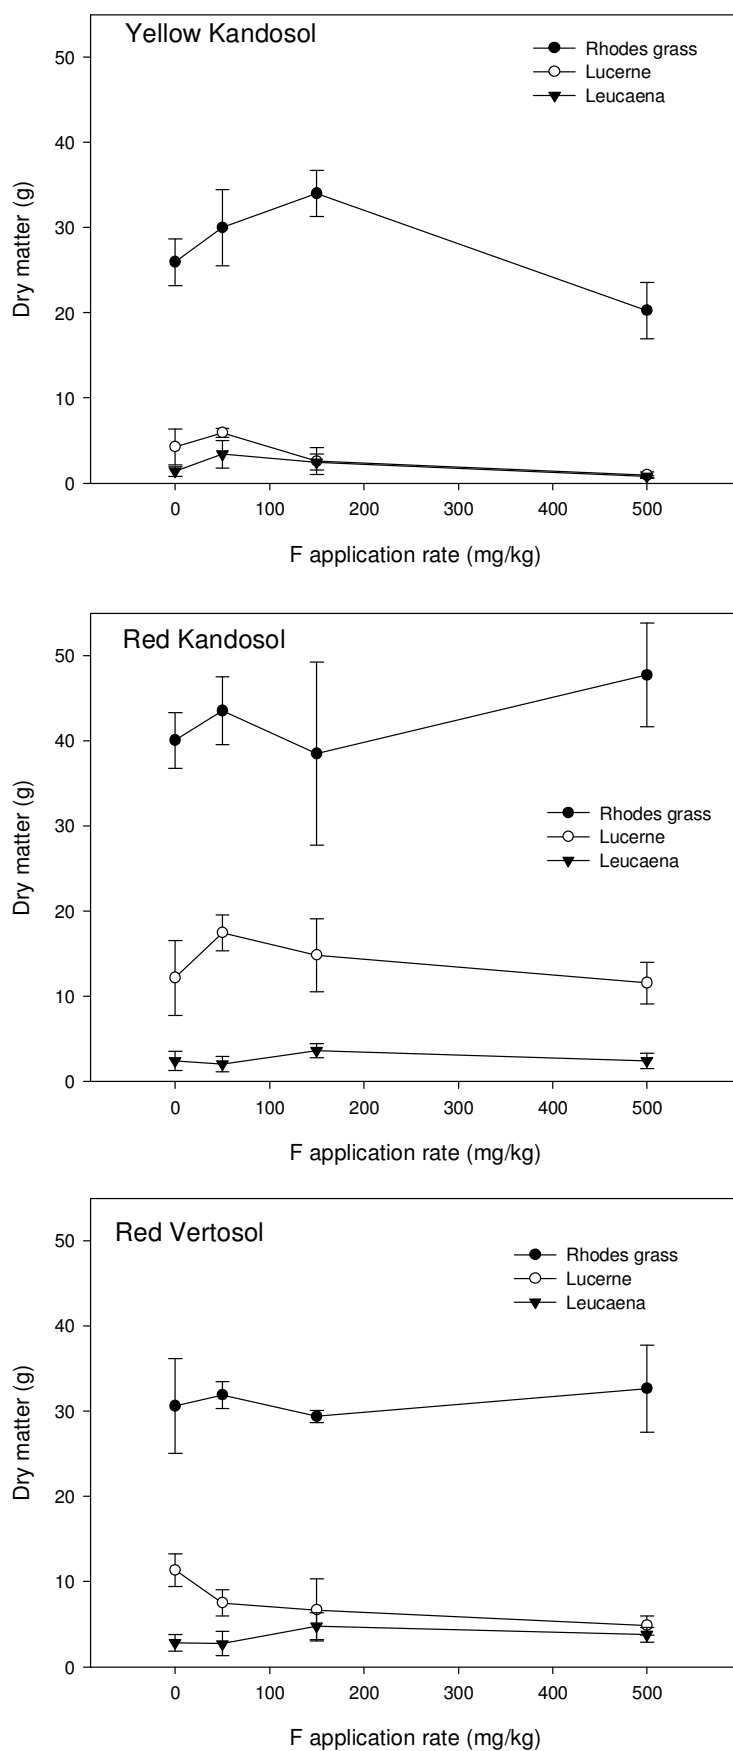 Yellow Kandosol
Rhodes grass
Lucerne
Leucaena
Dry matter (g)
50
40
30
20
10
0
0 100 200 300 400 500
F application rate (mg/kg)
Red Kandosol
Rhodes grass
Lucerne
Leucaena
Dry matter (g)
50
40
30
20
10
0
0 100 200 300 400 500
F application rate (mg/kg)
Red Vertosol
Rhodes grass
Lucerne
Leucaena
Dry matter (g)
50
40
30
20
10
0
0 100 200 300 400 500
F application rate (mg/kg)